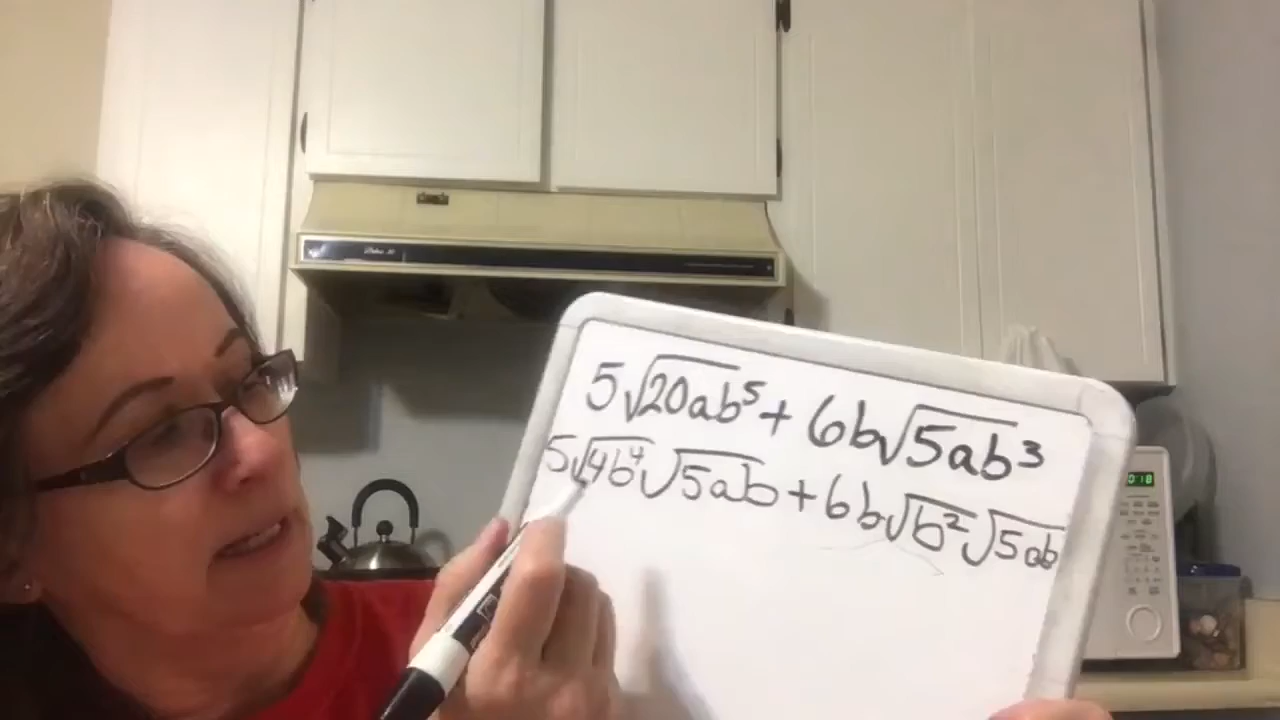 5√20ab⁵ + 6b√5ab³
5√4b⁴ √5ab + 6b√b² √5ab